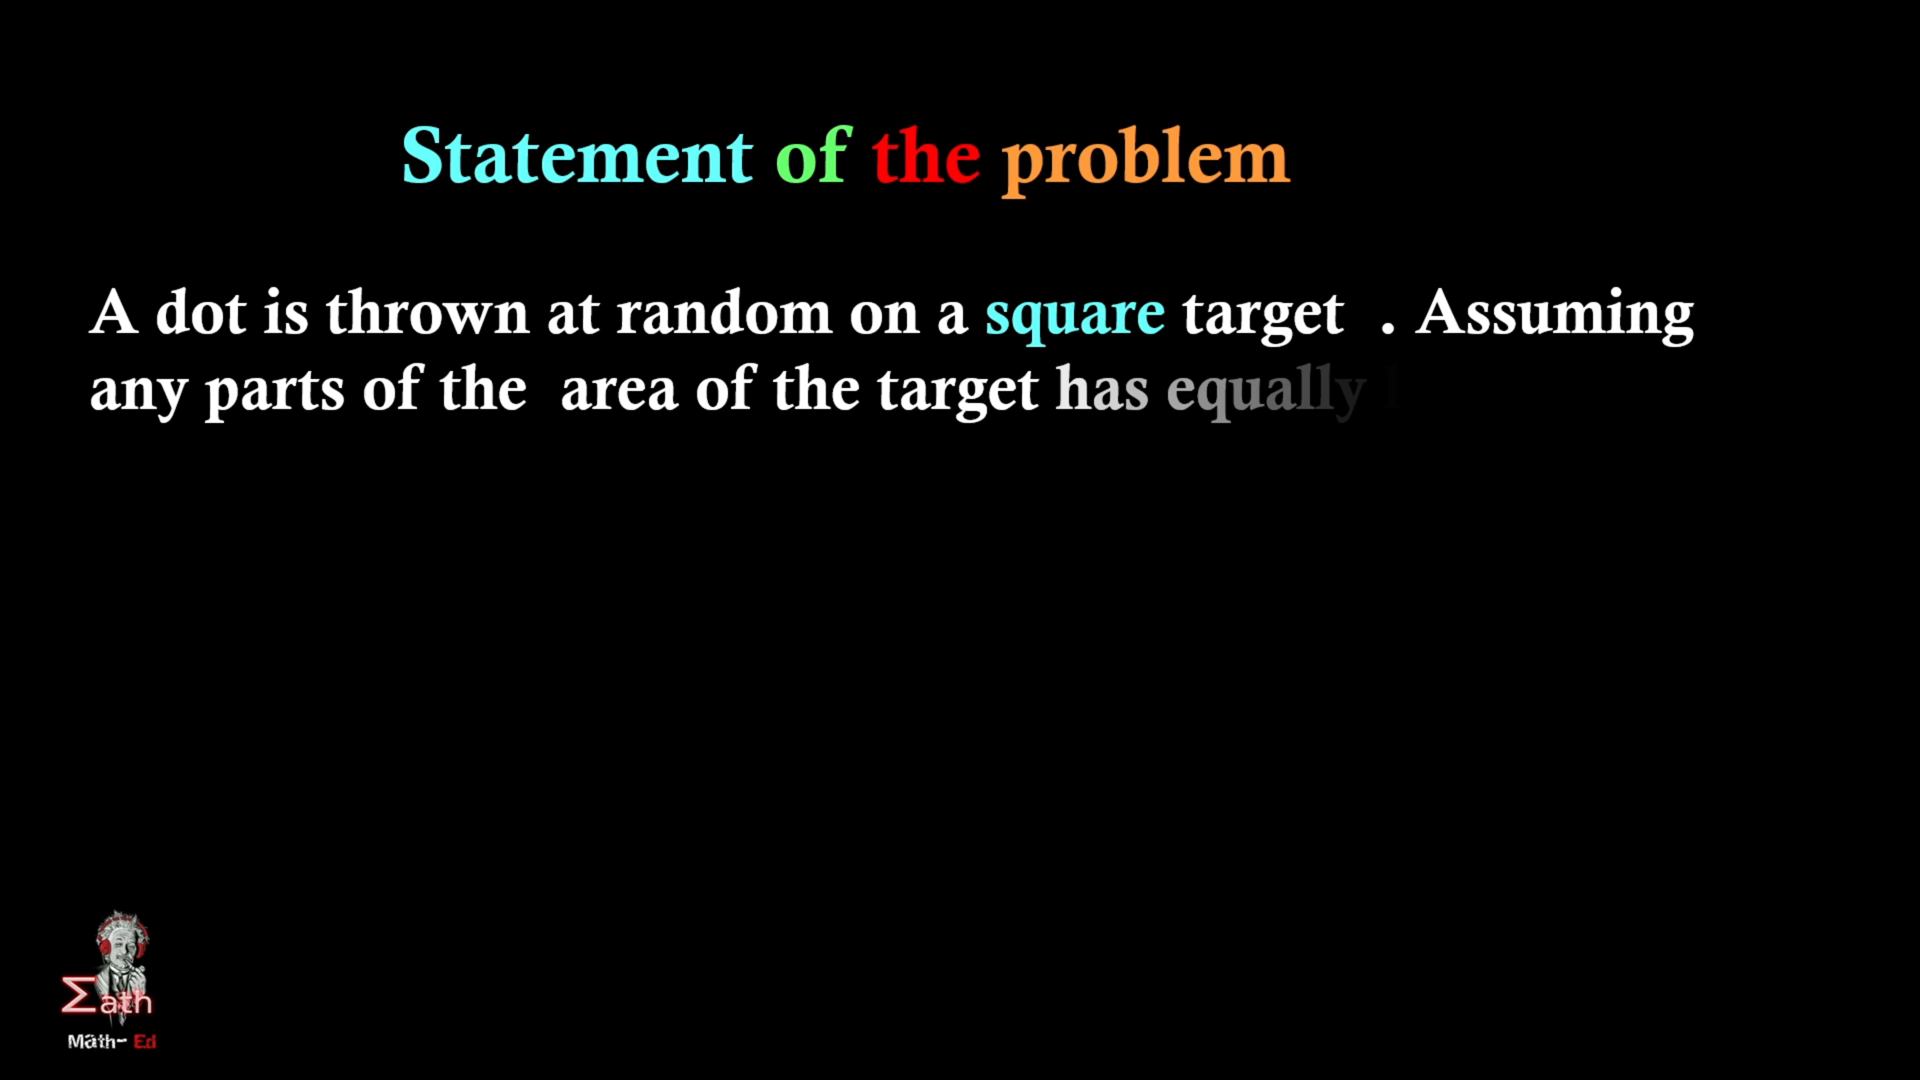 Statement of the problem
A dot is thrown at random on a square target . Assuming
any parts of the area of the target has equally
Σath
Math- Ed